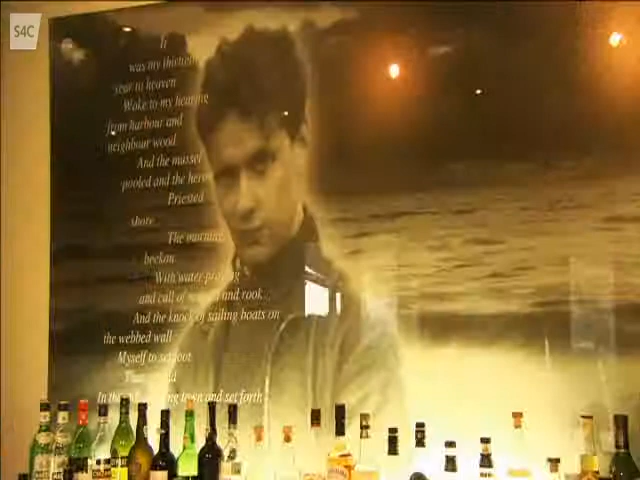 S4C
It
was my thirtieth
year to heaven
Woke to my hearing
from harbour and
neighbour wood
And the mussel
pooled and the heron
Priested
shore
The morning
beckon
With water praying
and call of and rook
And the knock of sailing boats on
the webbed wall
Myself to set foot
In the town and set forth